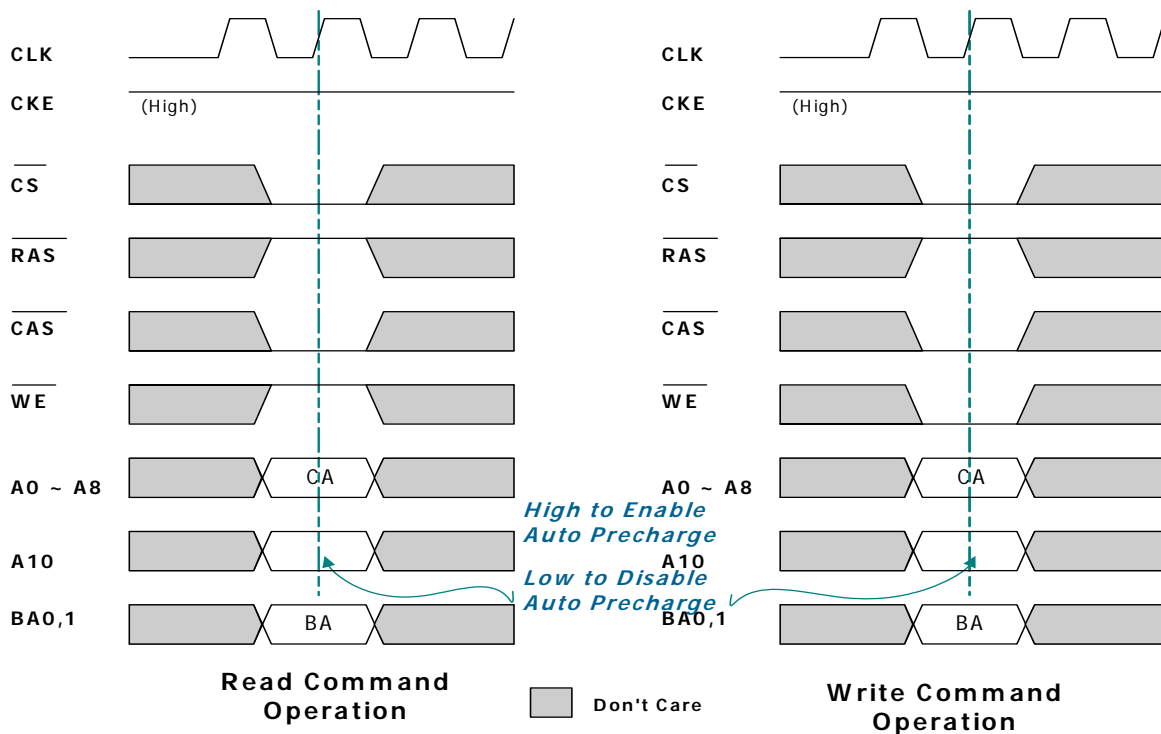 CLK
CKE
(High)
CS
RAS
CAS
WE
A0 ~ A8
CA
A10
BA0,1
BA
Read Command
Operation
High to Enable
Auto Precharge
Low to Disable
Auto Precharge
Don't Care
CLK
CKE
(High)
CS
RAS
CAS
WE
A0 ~ A8
CA
A10
BA0,1
BA
Write Command
Operation